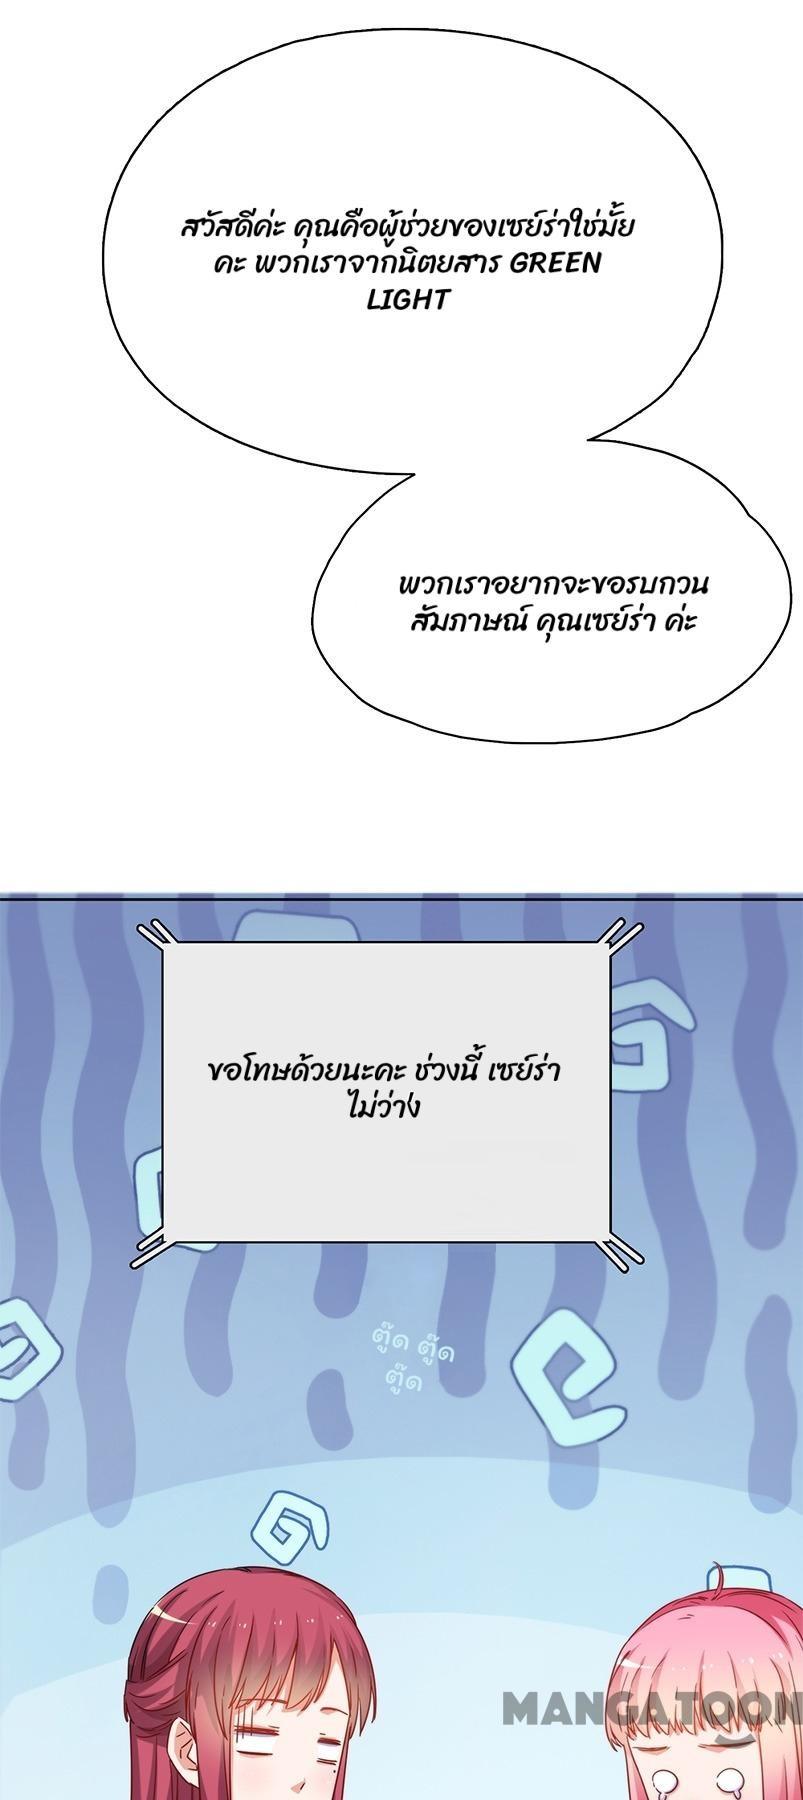 สวัสดีค่ะ คุณคือผู้ช่วยของเซย์ร่าใช่มั้ย
คะ พวกเราจากนิตยสาร GREEN
LIGHT
พวกเราอยากจะขอรบกวน
สัมภาษณ์ คุณเซย์ร่า ค่ะ
ขอโทษด้วยนะคะ ช่วงนี้ เซย์ร่า
ไม่ว่าง
ตู๊ด ตู๊ด
ตู๊ด
MANGATOON